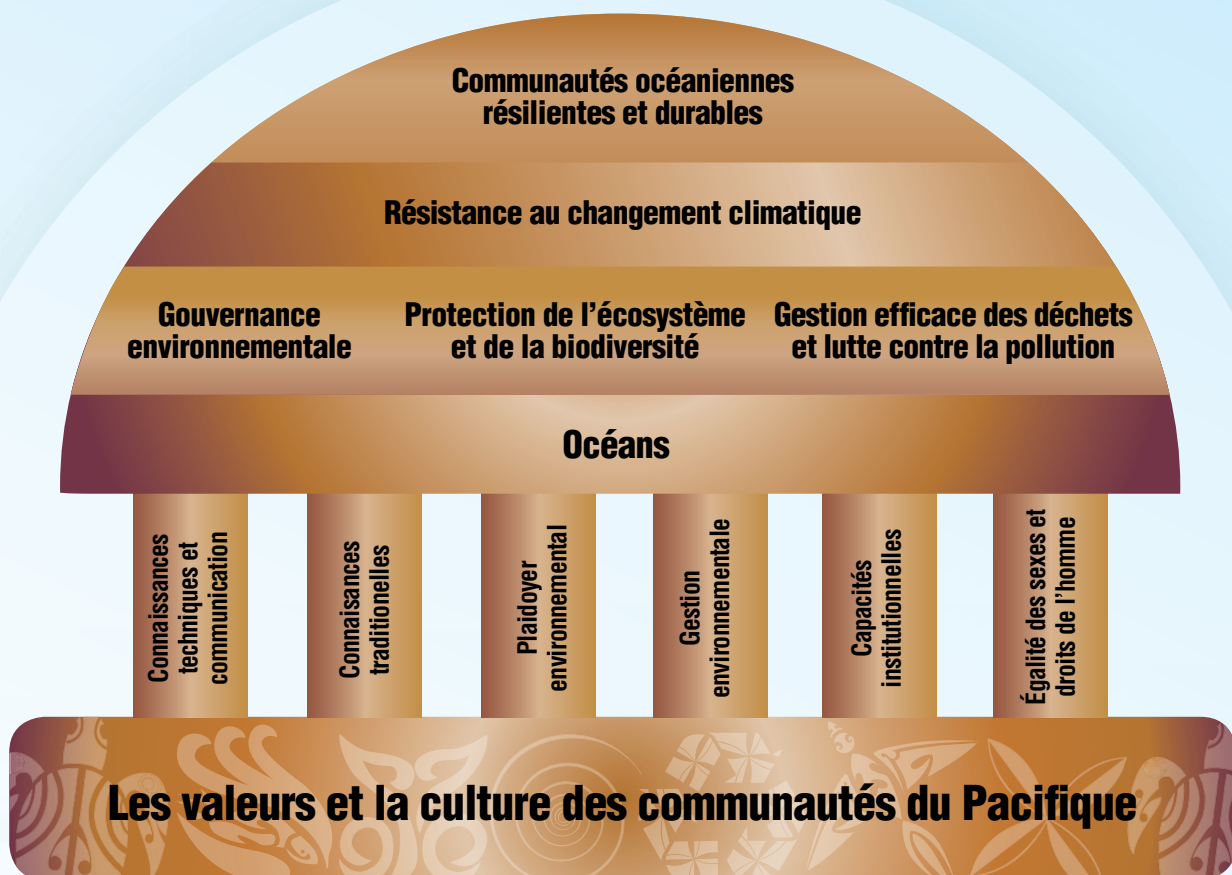 Communautés océaniennes
résilientes et durables
Résistance au changement climatique
Gouvernance
environnementale
Protection de l’écosystème
et de la biodiversité
Gestion efficace des déchets
et lutte contre la pollution
Océans
Connaissances
techniques et
communication
Connaisances
traditionelles
Plaidoyer
environnemental
Gestion
environnementale
Capacités
institutionnelles
Égalité des sexes et
droits de l’homme
Les valeurs et la culture des communautés du Pacifique